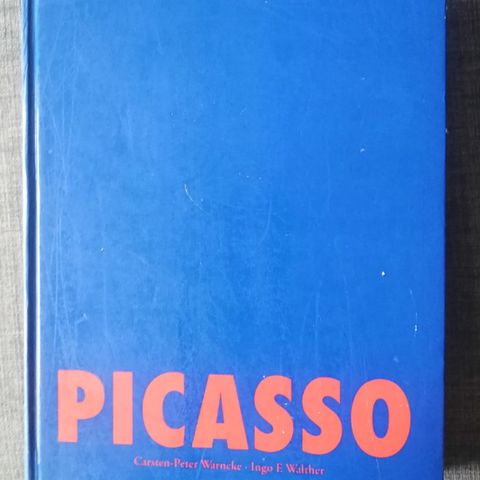 PICASSO
Carsten-Peter Warncke · Ingo F. Walther